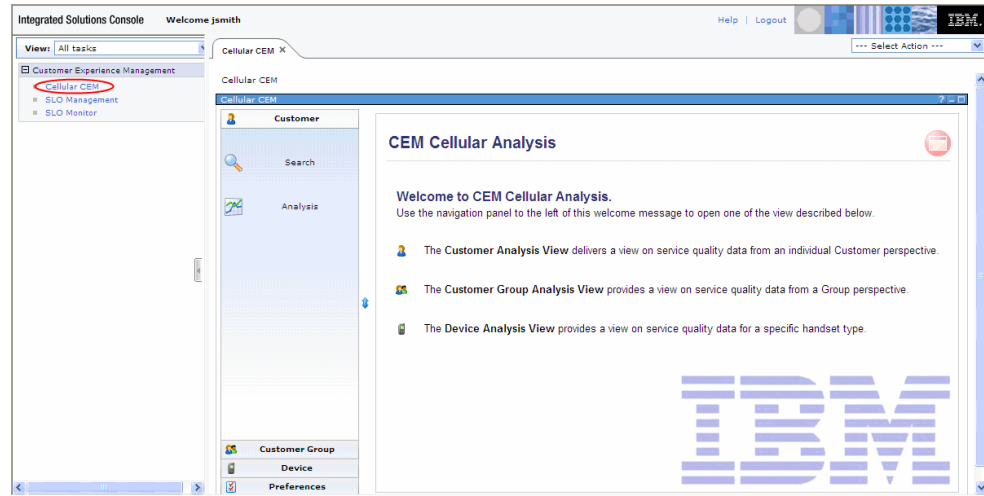 Integrated Solutions Console Welcome jsmith
Help | Logout
IBM.
View: All tasks
Cellular CEM X
--- Select Action ---
Customer Experience Management
Cellular CEM
SLO Management
SLO Monitor
Cellular CEM
Cellular CEM
Customer
Search
Analysis
Customer Group
Device
Preferences
CEM Cellular Analysis
Welcome to CEM Cellular Analysis.
Use the navigation panel to the left of this welcome message to open one of the view described below.
The Customer Analysis View delivers a view on service quality data from an individual Customer perspective.
The Customer Group Analysis View provides a view on service quality data from a Group perspective.
The Device Analysis View provides a view on service quality data for a specific handset type.
IBM